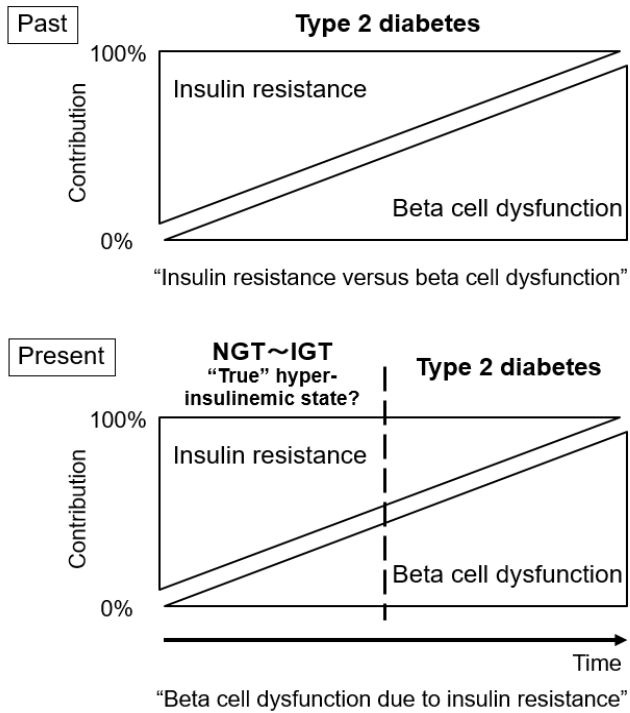 Past
Type 2 diabetes
100%
Insulin resistance
Contribution
Beta cell dysfunction
0%
“Insulin resistance versus beta cell dysfunction”
Present
NGT～IGT
“True” hyper-
insulinemic state?
Type 2 diabetes
100%
Insulin resistance
Contribution
Beta cell dysfunction
0%
Time
“Beta cell dysfunction due to insulin resistance”